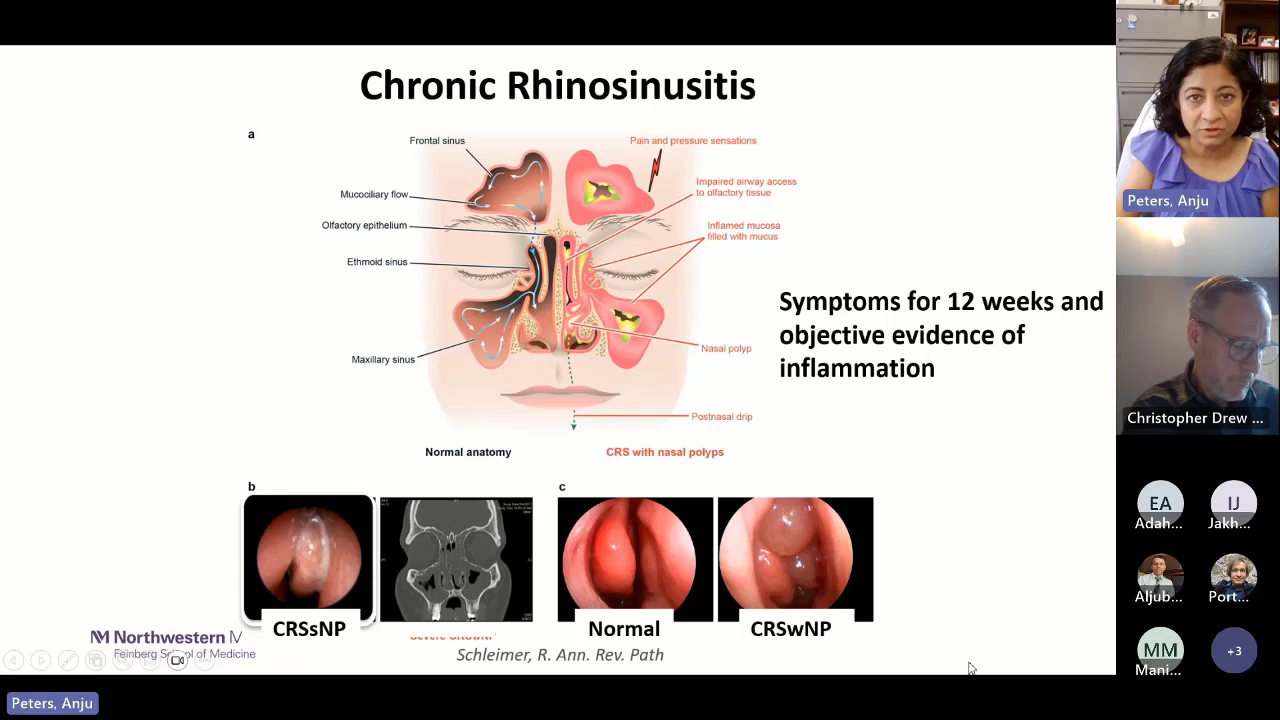 Chronic Rhinosinusitis
a
Frontal sinus
Mucociliary flow
Olfactory epithelium
Ethmoid sinus
Maxillary sinus
Pain and pressure sensations
Impaired airway access
to olfactory tissue
Inflamed mucosa
filled with mucus
Nasal polyp
Postnasal drip
Normal anatomy
CRS with nasal polyps
Symptoms for 12 weeks and
objective evidence of
inflammation
b
c
CRSsNP
Normal
CRSwNP
Northwestern M
Feinberg School of Medicine
Schleimer, R. Ann. Rev. Path
Peters, Anju
Christopher Drew ...
EA
Adah...
IJ
Jakh...
Aljub...
Port...
MM
Mani...
+3
Peters, Anju